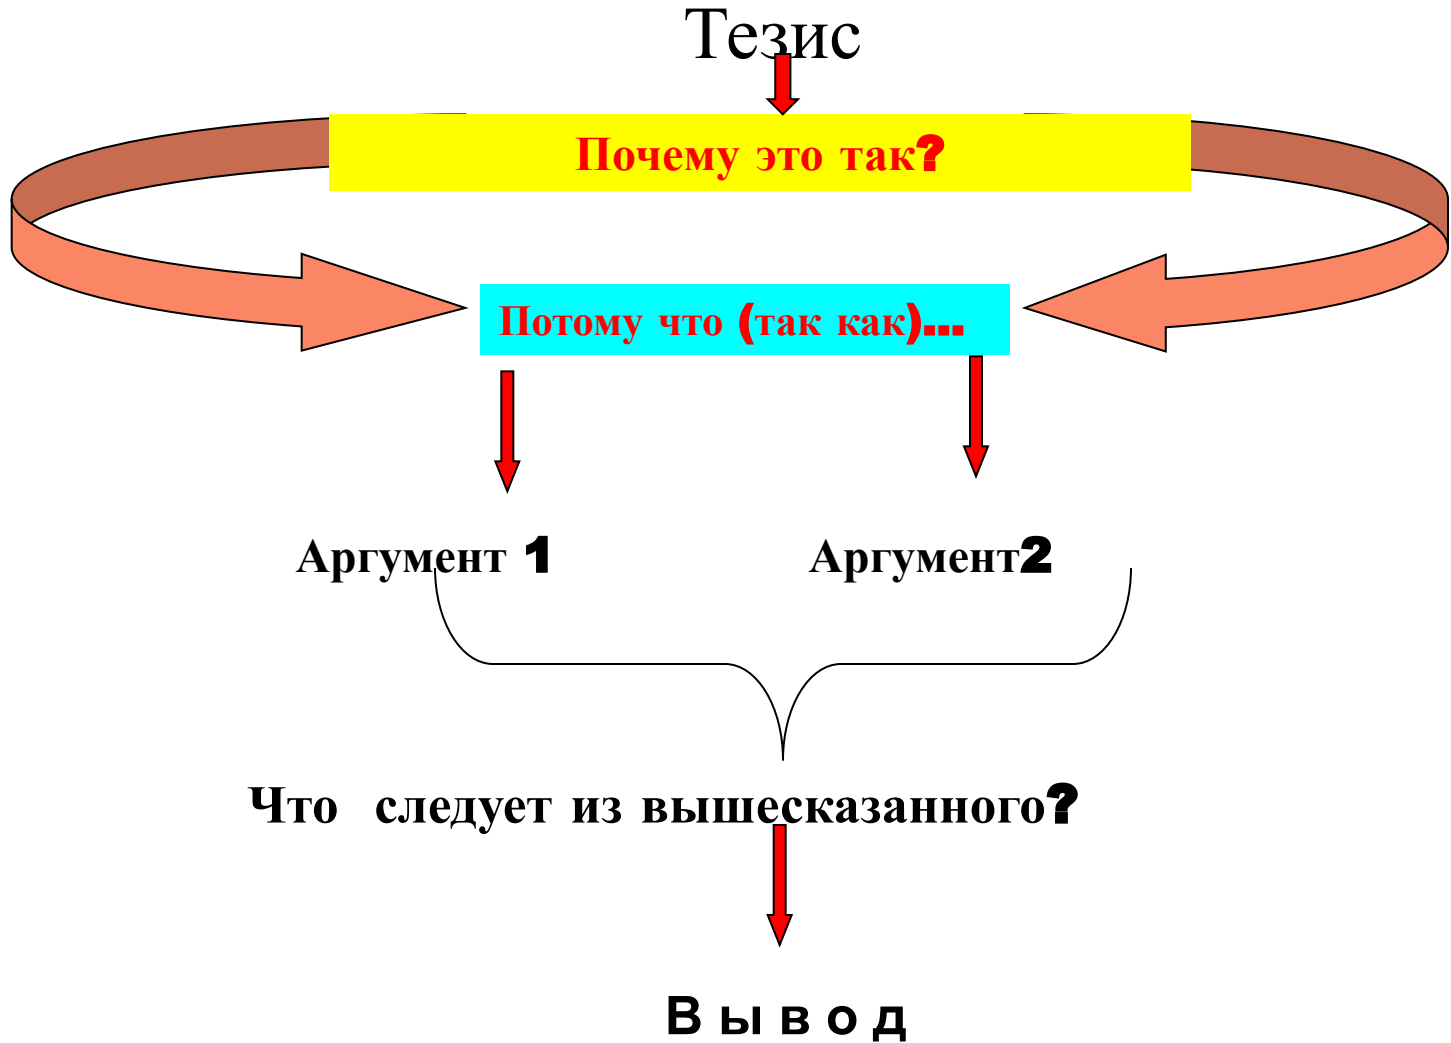 Тезис
Почему это так?
Потому что (так как)...
Аргумент 1
Аргумент2
Что следует из вышесказанного?
В ы в о д